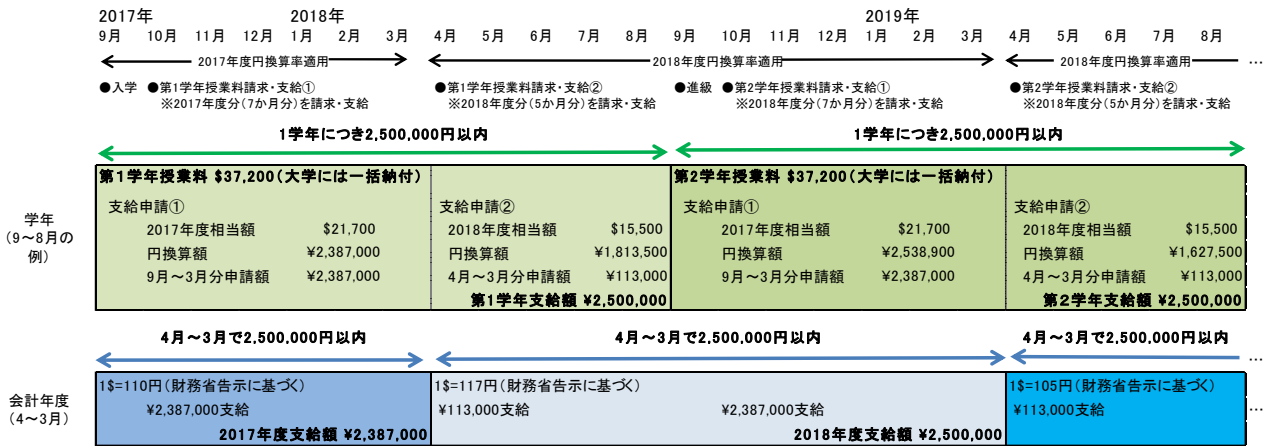 2017年 2018年 2019年
9月 10月 11月 12月 1月 2月 3月 4月 5月 6月 7月 8月 9月 10月 11月 12月 1月 2月 3月 4月 5月 6月 7月 8月
2017年度円換算率適用 2018年度円換算率適用 2018年度円換算率適用 …
●入学 ●第1学年授業料請求・支給① ●第1学年授業料請求・支給② ●進級 ●第2学年授業料請求・支給① ●第2学年授業料請求・支給②
※2017年度分(7か月分)を請求・支給 ※2018年度分(5か月分)を請求・支給 ※2018年度分(7か月分)を請求・支給 ※2018年度分(5か月分)を請求・支給
1学年につき2,500,000円以内 1学年につき2,500,000円以内
学年
(9～8月の
例)
第1学年授業料 $37,200(大学には一括納付) 第2学年授業料 $37,200(大学には一括納付)
支給申請① 支給申請② 支給申請① 支給申請②
2017年度相当額 $21,700 2018年度相当額 $15,500 2017年度相当額 $21,700 2018年度相当額 $15,500
円換算額 ¥2,387,000 円換算額 ¥1,813,500 円換算額 ¥2,538,900 円換算額 ¥1,627,500
9月～3月分申請額 ¥2,387,000 4月～3月分申請額 ¥113,000 9月～3月分申請額 ¥2,387,000 4月～3月分申請額 ¥113,000
第1学年支給額 ¥2,500,000 第2学年支給額 ¥2,500,000
4月～3月で2,500,000円以内 4月～3月で2,500,000円以内 4月～3月で2,500,000円以内
…
会計年度
(4～3月)
1$=110円(財務省告示に基づく) 1$=117円(財務省告示に基づく) 1$=105円(財務省告示に基づく)
¥2,387,000支給 ¥113,000支給 ¥2,387,000支給 ¥113,000支給 …
2017年度支給額 ¥2,387,000 2018年度支給額 ¥2,500,000